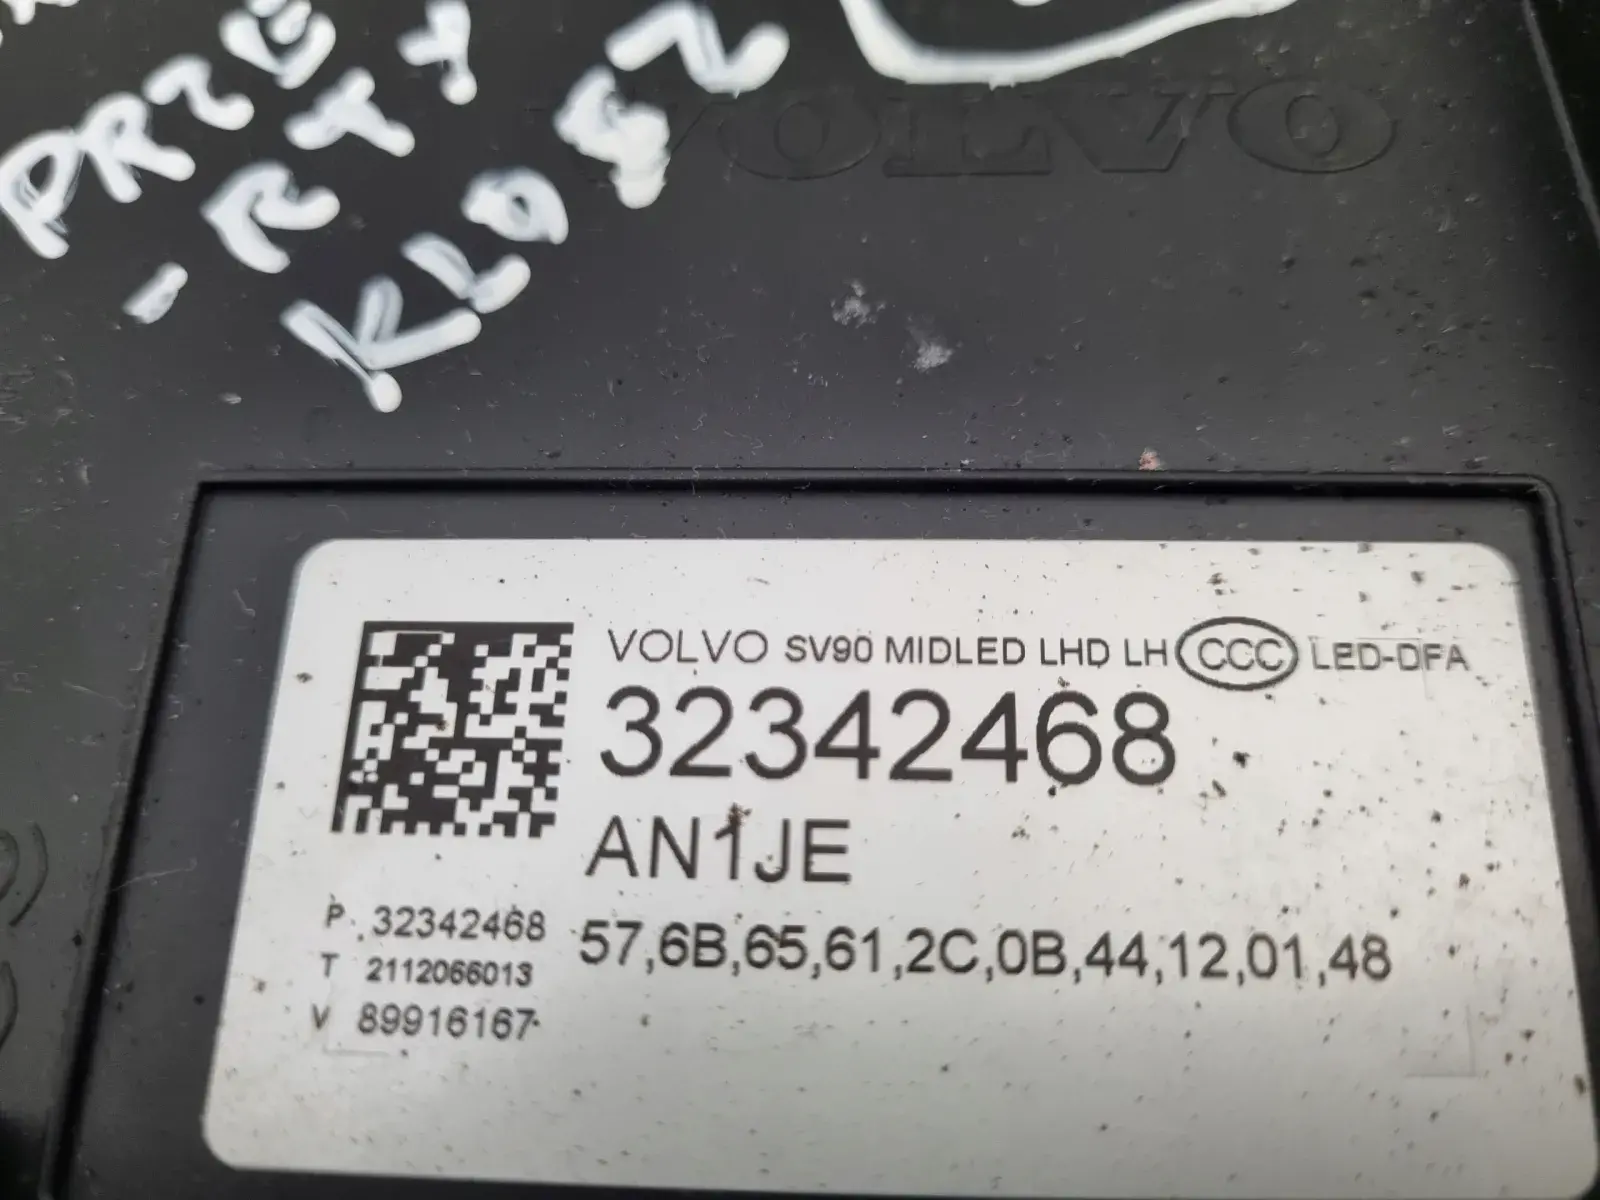 PRZE
- RYY
KLOSZ
VOLVO
VOLVO SV90 MIDLED LHD LH CCC LED-DFA
32342468
AN1JE
P 32342468
57,6B,65,61,2C,0B,44,12,01,48
T 2112066013
V 89916167